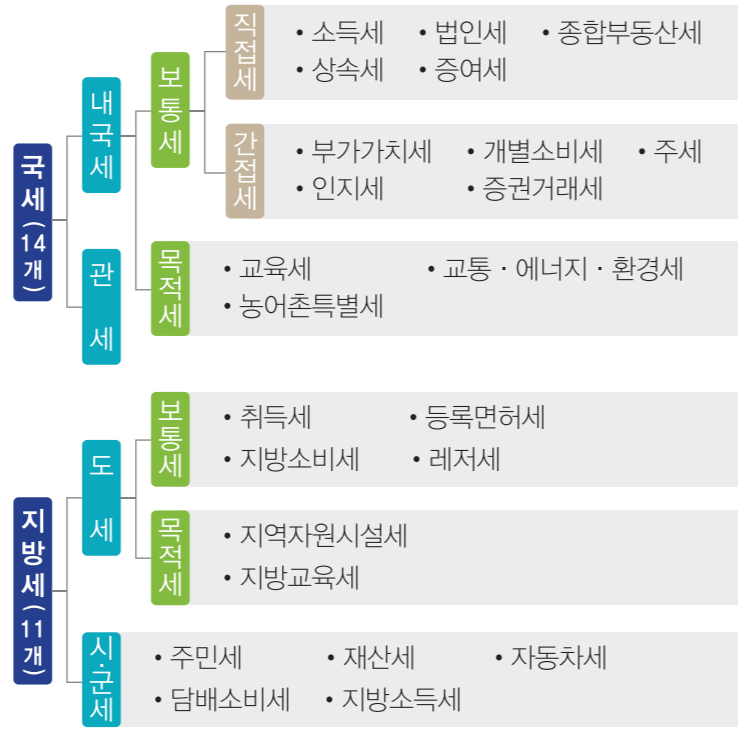 국세(14개)
내국세
보통세
직접세
• 소득세 • 법인세 • 종합부동산세
• 상속세 • 증여세
간접세
• 부가가치세 • 개별소비세 • 주세
• 인지세 • 증권거래세
목적세
• 교육세 • 교통 · 에너지 · 환경세
• 농어촌특별세
관세
지방세(11개)
도세
보통세
• 취득세 • 등록면허세
• 지방소비세 • 레저세
목적세
• 지역자원시설세
• 지방교육세
시·군세
• 주민세 • 재산세 • 자동차세
• 담배소비세 • 지방소득세